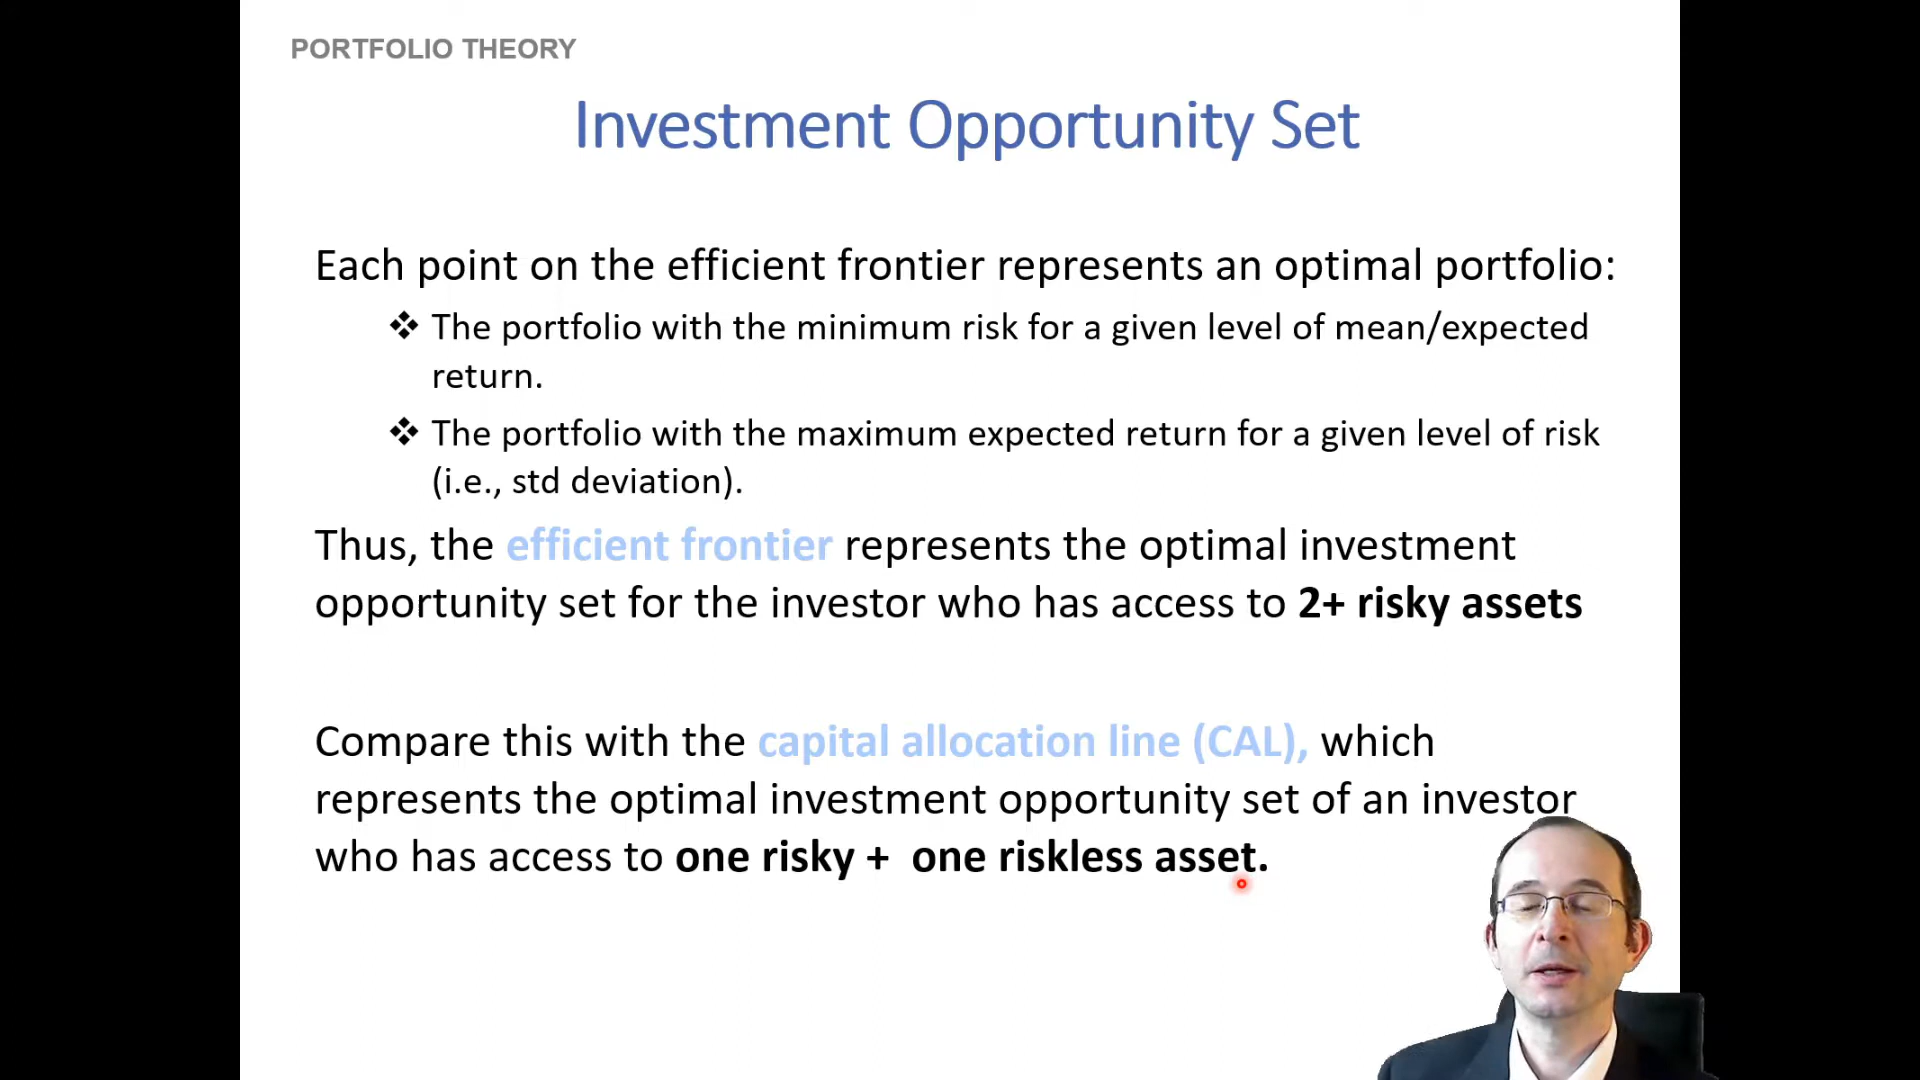 PORTFOLIO THEORY
Investment Opportunity Set
Each point on the efficient frontier represents an optimal portfolio:
❖ The portfolio with the minimum risk for a given level of mean/expected
return.
❖ The portfolio with the maximum expected return for a given level of risk
(i.e., std deviation).
Thus, the efficient frontier represents the optimal investment
opportunity set for the investor who has access to 2+ risky assets
Compare this with the capital allocation line (CAL), which
represents the optimal investment opportunity set of an investor
who has access to one risky + one riskless asset.